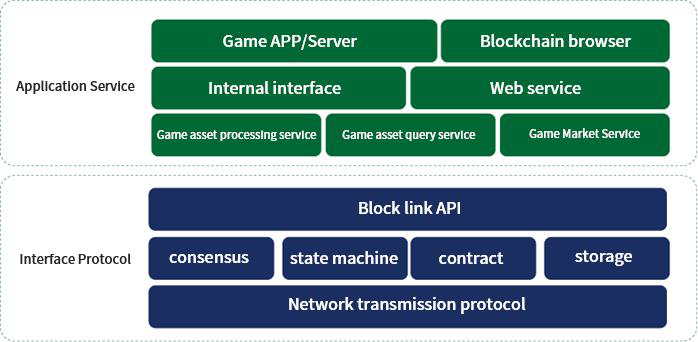 Game APP/Server
Blockchain browser
Application Service
Internal interface
Web service
Game asset processing service
Game asset query service
Game Market Service
Block link API
Interface Protocol
consensus
state machine
contract
storage
Network transmission protocol